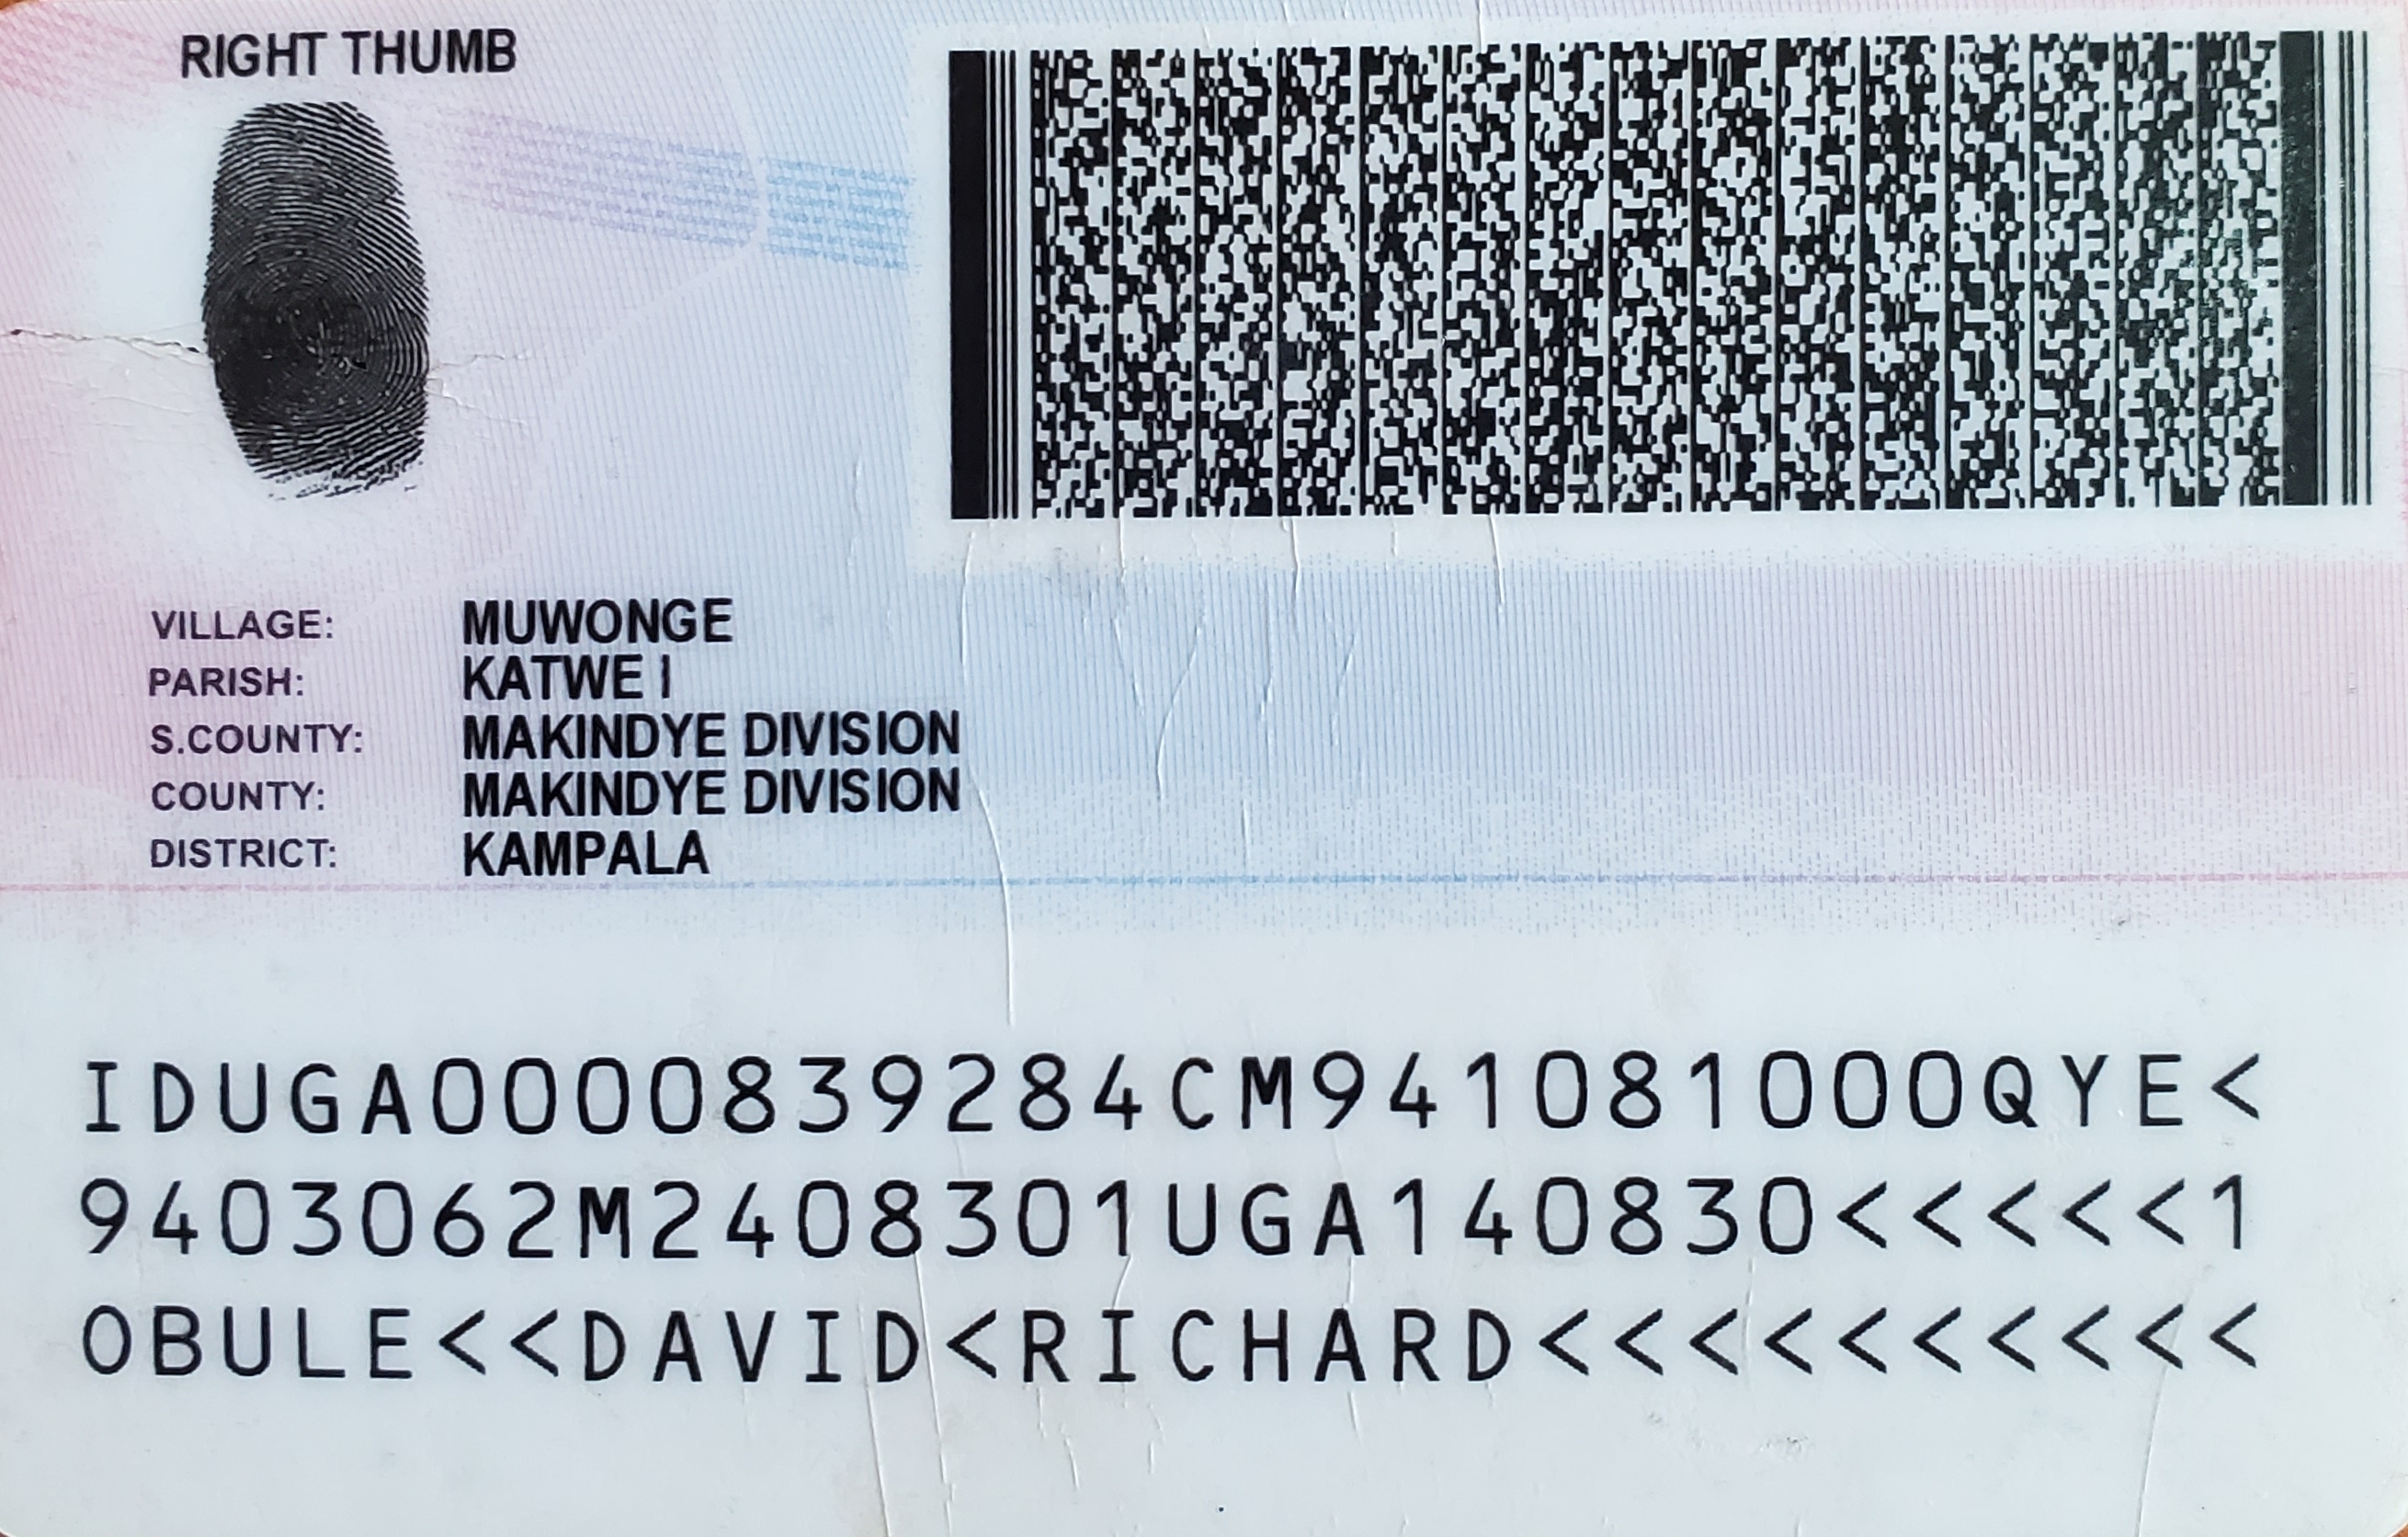 RIGHT THUMB
VILLAGE: MUWONGE
PARISH: KATWE I
S.COUNTY: MAKINDYE DIVISION
COUNTY: MAKINDYE DIVISION
DISTRICT: KAMPALA
IDUGA0000839284CM941081000QYE<
9403062M2408301UGA140830<<<<<1
OBULE<<DAVID<RICHARD<<<<<<<<<<